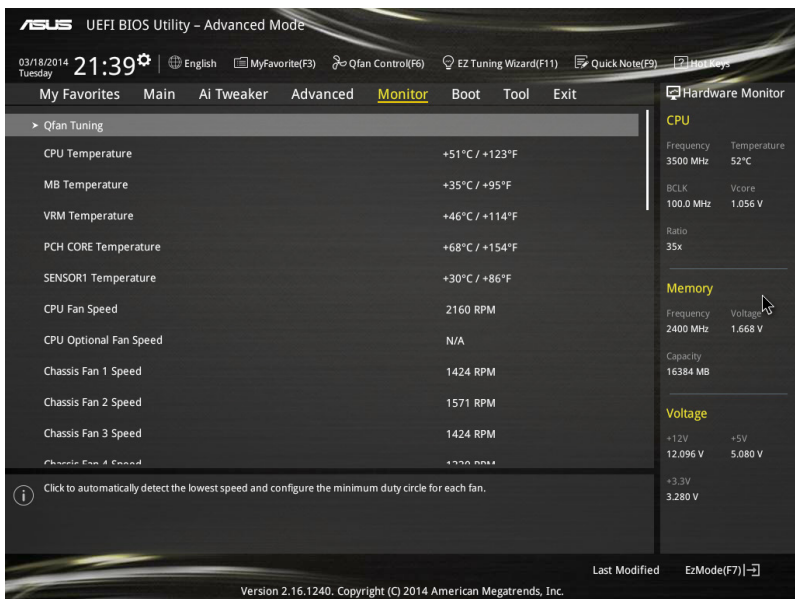 ASUS UEFI BIOS Utility – Advanced Mode
03/18/2014 Tuesday 21:39 English MyFavorite(F3) Qfan Control(F6) EZ Tuning Wizard(F11) Quick Note(F9) ? Hot Keys
My Favorites Main Ai Tweaker Advanced Monitor Boot Tool Exit
> Qfan Tuning
CPU Temperature +51°C / +123°F
MB Temperature +35°C / +95°F
VRM Temperature +46°C / +114°F
PCH CORE Temperature +68°C / +154°F
SENSOR1 Temperature +30°C / +86°F
CPU Fan Speed 2160 RPM
CPU Optional Fan Speed N/A
Chassis Fan 1 Speed 1424 RPM
Chassis Fan 2 Speed 1571 RPM
Chassis Fan 3 Speed 1424 RPM
Chassis Fan 4 Speed
Click to automatically detect the lowest speed and configure the minimum duty circle for each fan.
Hardware Monitor
CPU
Frequency Temperature
3500 MHz 52°C
BCLK Vcore
100.0 MHz 1.056 V
Ratio
35x
Memory
Frequency Voltage
2400 MHz 1.668 V
Capacity
16384 MB
Voltage
+12V +5V
12.096 V 5.080 V
+3.3V
3.280 V
Last Modified EzMode(F7)
Version 2.16.1240. Copyright (C) 2014 American Megatrends, Inc.